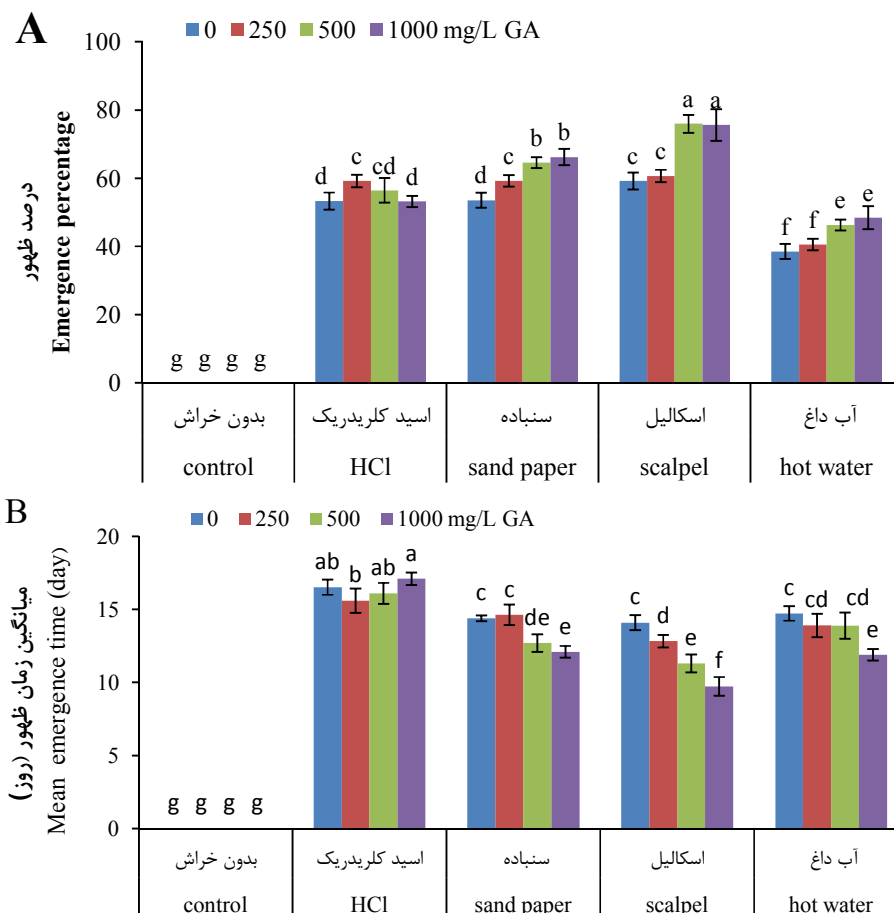 A
0 250 500 1000 mg/L GA
درصد ظهور
Emergence percentage
100
80
60
40
20
0
g g g g
d c cd d
d c b b
c c a a
f f e e
بدون خراش اسید کلریدریک سنباده اسکالپل آب داغ
control HCl sand paper scalpel hot water
B
0 250 500 1000 mg/L GA
میانگین زمان ظهور (روز)
Mean emergence time (day)
20
15
10
5
0
g g g g
ab b ab a
c c de e
c d e f
c cd cd e
بدون خراش اسید کلریدریک سنباده اسکالپل آب داغ
control HCl sand paper scalpel hot water